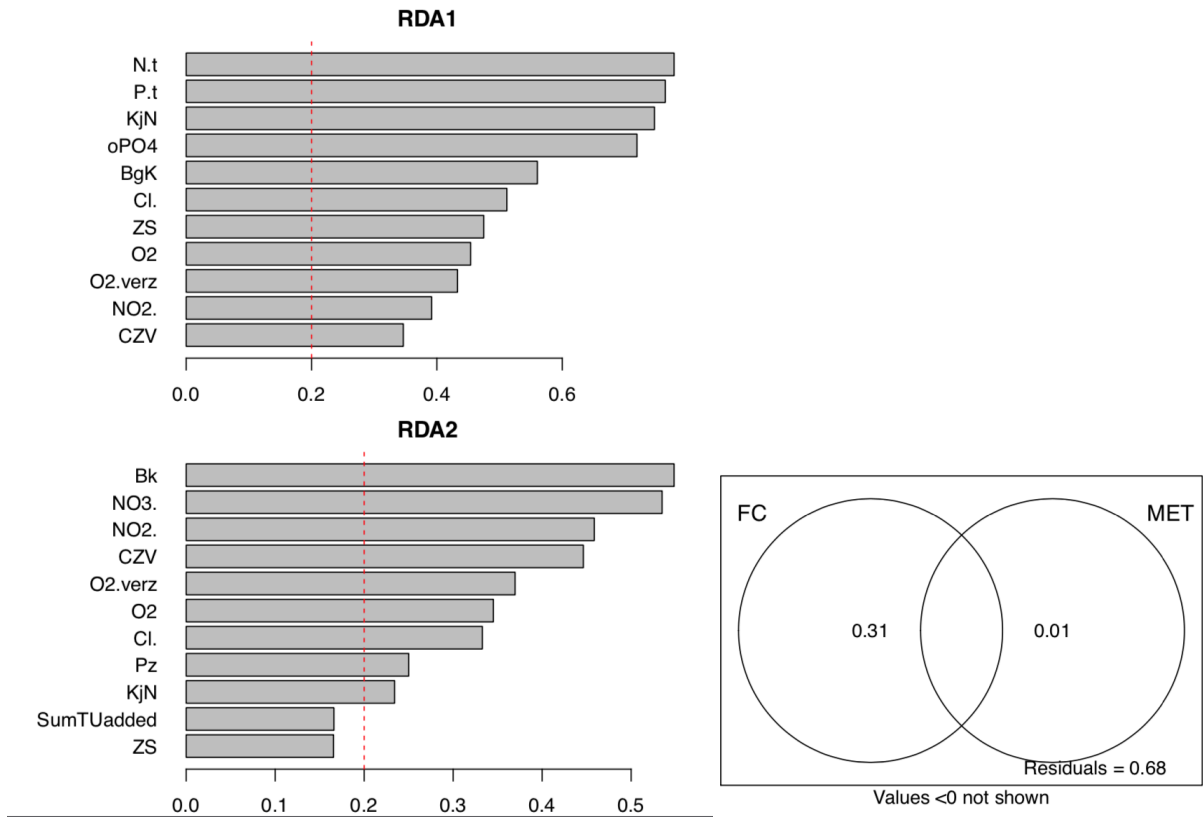 RDA1
N.t
P.t
KjN
oPO4
BgK
Cl.
ZS
O2
O2.verz
NO2.
CZV
0.0 0.2 0.4 0.6
RDA2
Bk
NO3.
NO2.
CZV
O2.verz
O2
Cl.
Pz
KjN
SumTUadded
ZS
0.0 0.1 0.2 0.3 0.4 0.5
FC MET
0.31 0.01
Residuals = 0.68
Values <0 not shown